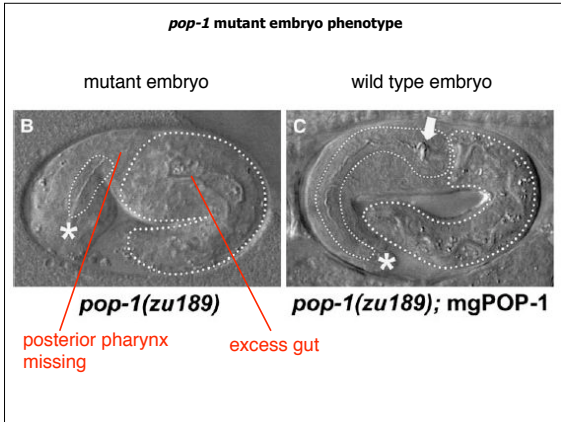 pop-1 mutant embryo phenotype
mutant embryo
wild type embryo
B
C
*
*
pop-1(zu189)
pop-1(zu189); mgPOP-1
posterior pharynx
missing
excess gut